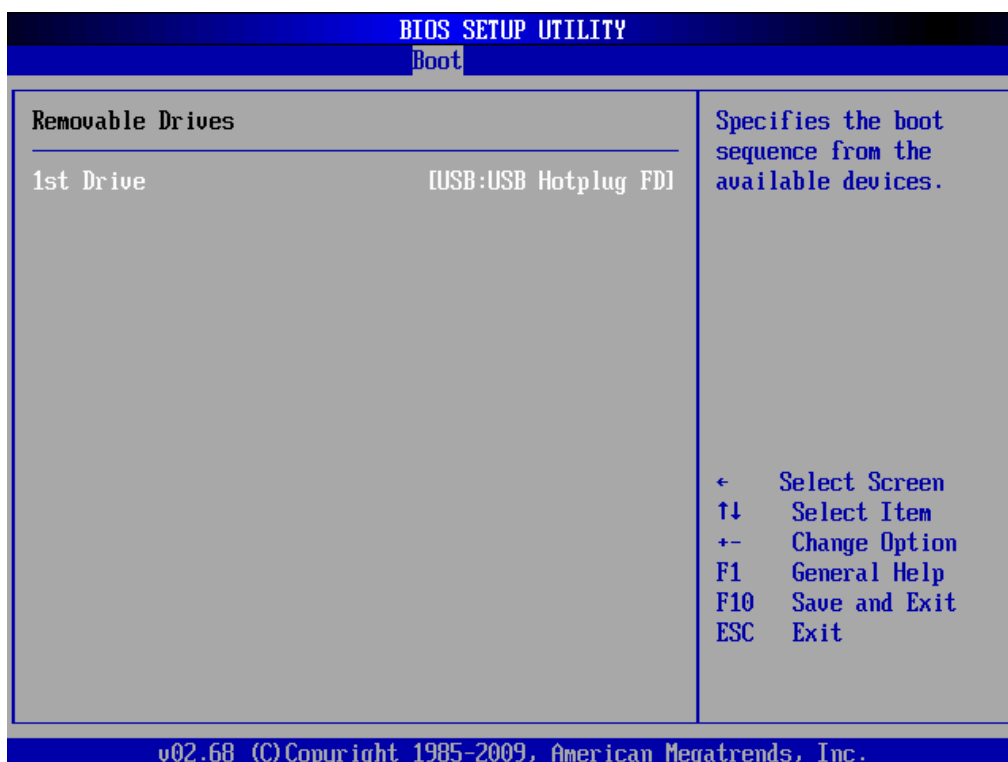 BIOS SETUP UTILITY
Boot
Removable Drives
1st Drive [USB:USB Hotplug FD]
Specifies the boot
sequence from the
available devices.
← Select Screen
↑↓ Select Item
+- Change Option
F1 General Help
F10 Save and Exit
ESC Exit
v02.68 (C)Copyright 1985-2009, American Megatrends, Inc.